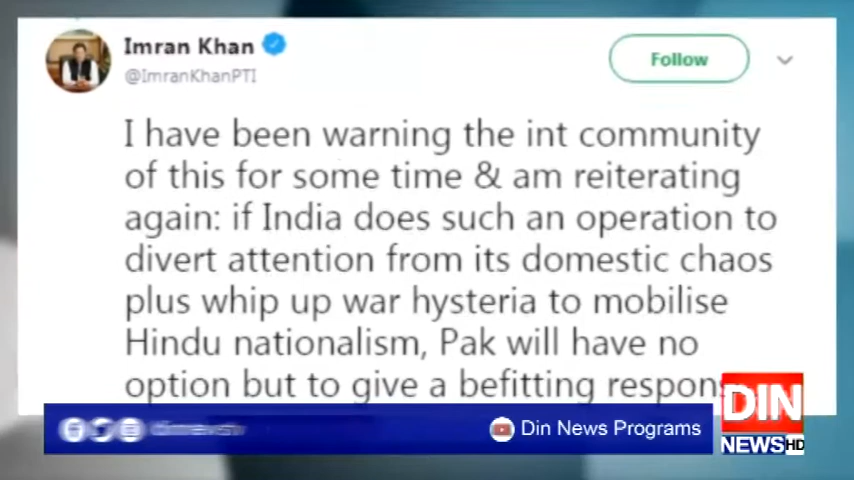 Imran Khan
@ImranKhanPTI
Follow
I have been warning the int community
of this for some time & am reiterating
again: if India does such an operation to
divert attention from its domestic chaos
plus whip up war hysteria to mobilise
Hindu nationalism, Pak will have no
option but to give a befitting
Din News Programs
DIN
NEWS HD